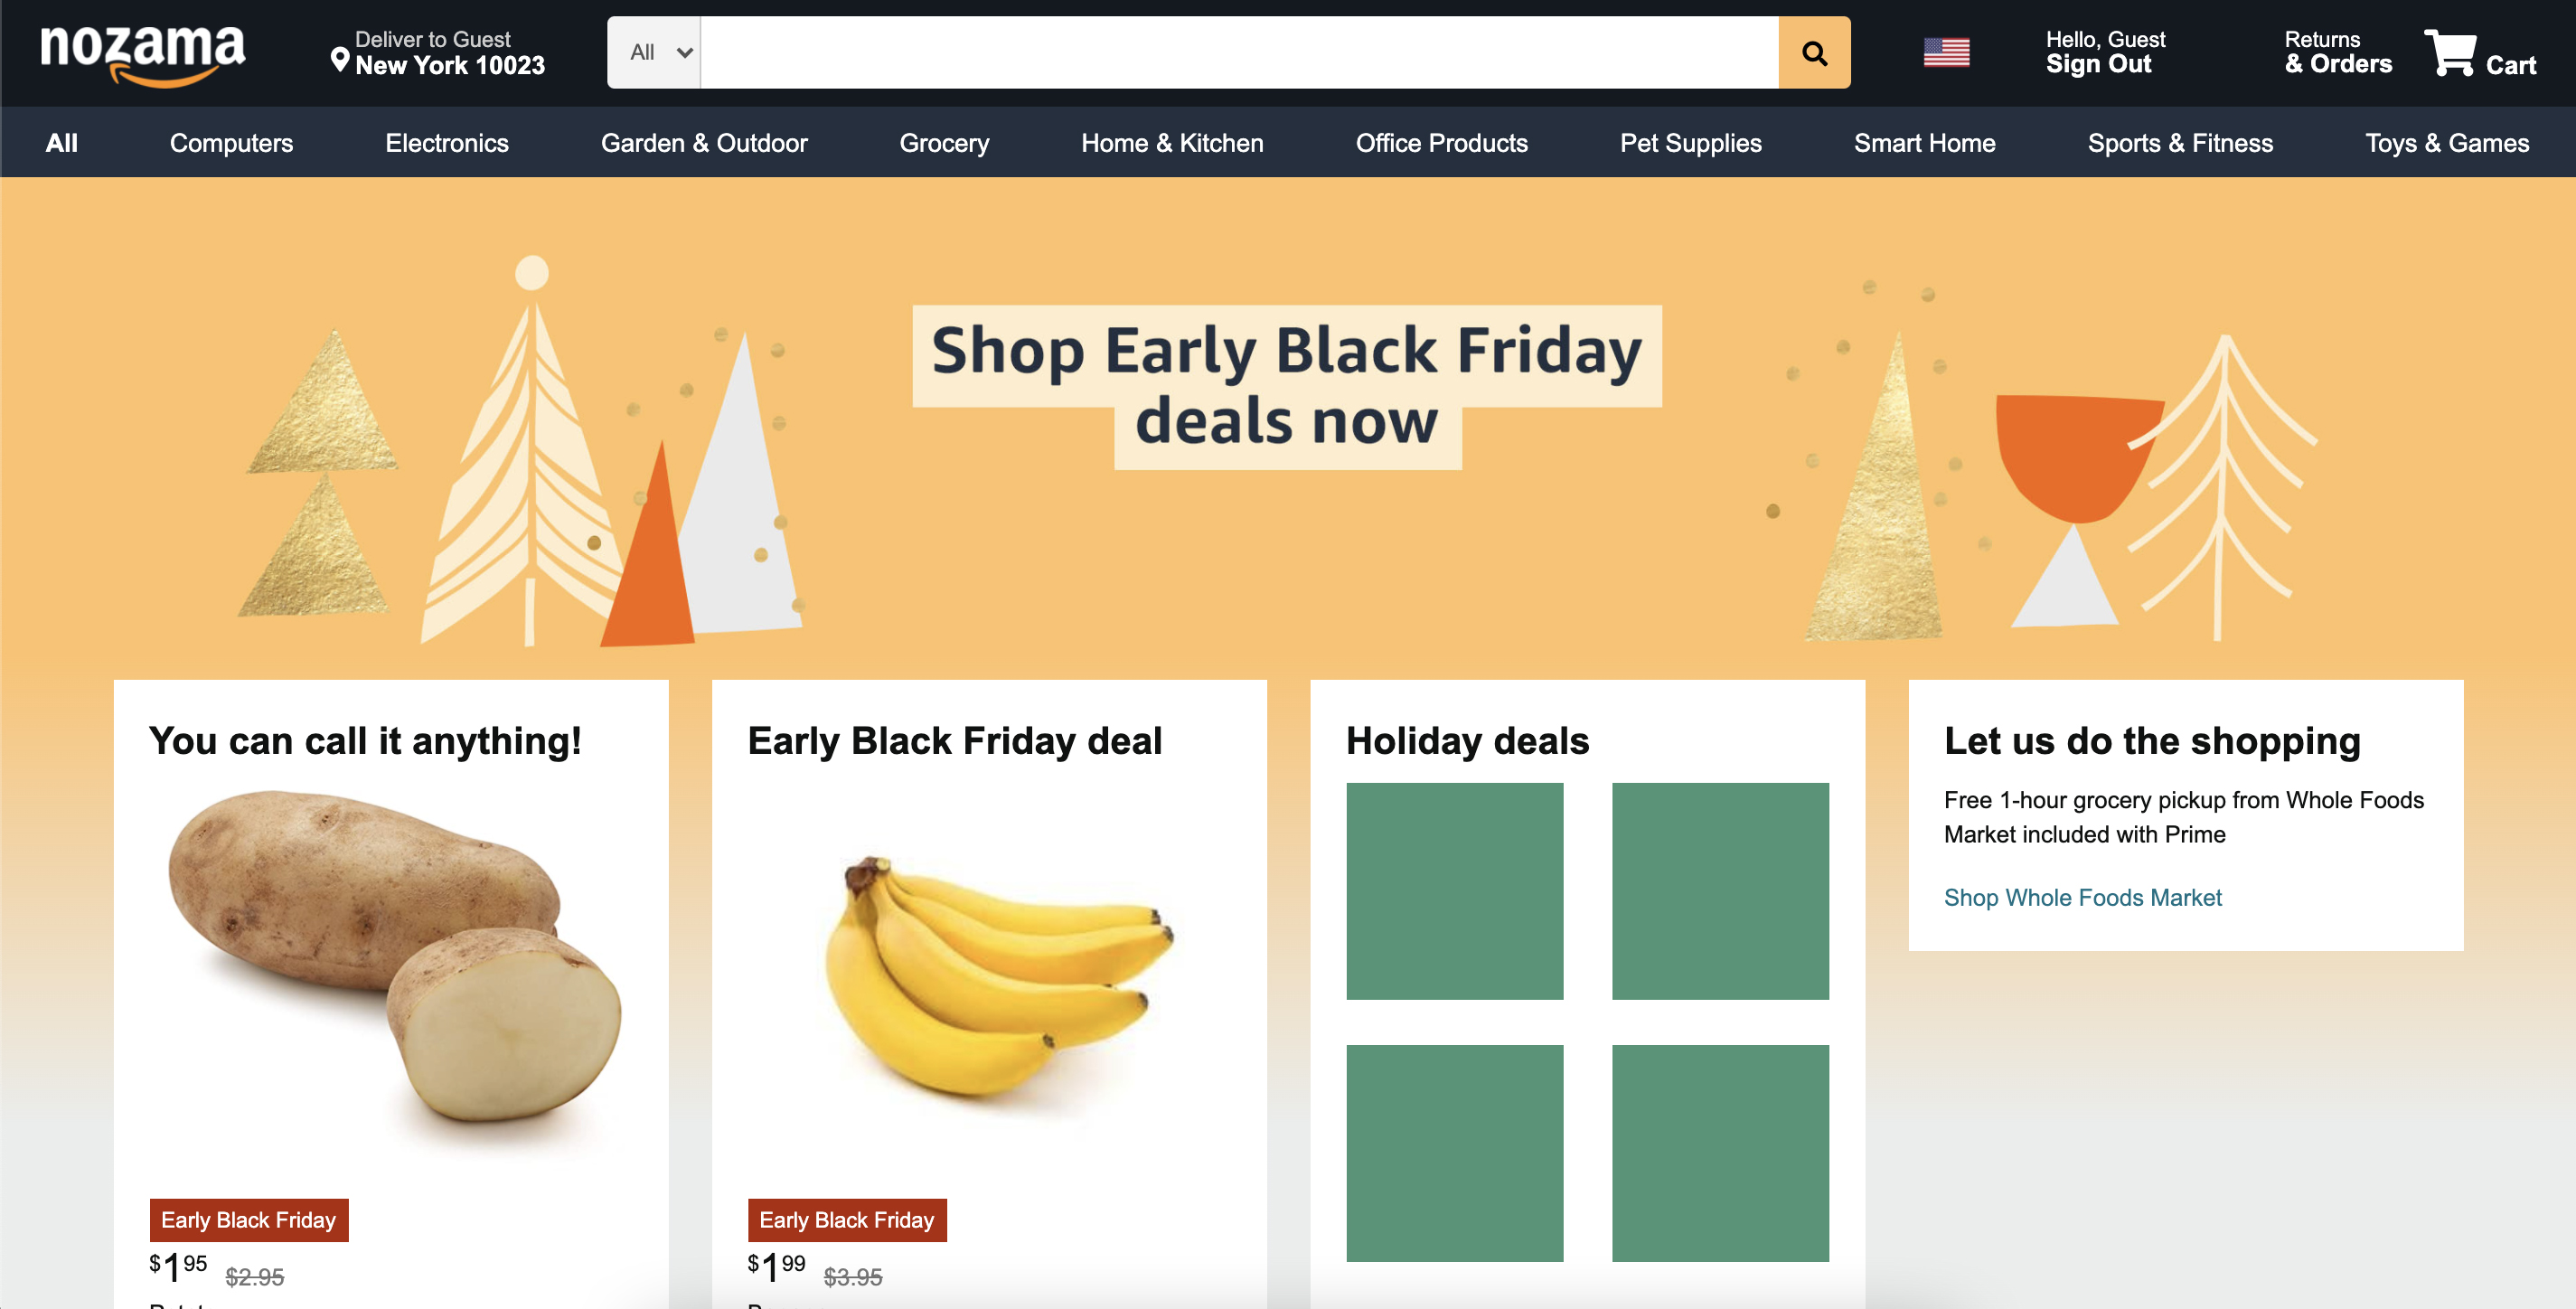 nozama
Deliver to Guest
New York 10023
All
Hello, Guest
Sign Out
Returns
& Orders
Cart
All
Computers
Electronics
Garden & Outdoor
Grocery
Home & Kitchen
Office Products
Pet Supplies
Smart Home
Sports & Fitness
Toys & Games
Shop Early Black Friday
deals now
You can call it anything!
Early Black Friday
$1 95 $2.95
Early Black Friday deal
Early Black Friday
$1 99 $3.95
Holiday deals
Let us do the shopping
Free 1-hour grocery pickup from Whole Foods
Market included with Prime
Shop Whole Foods Market